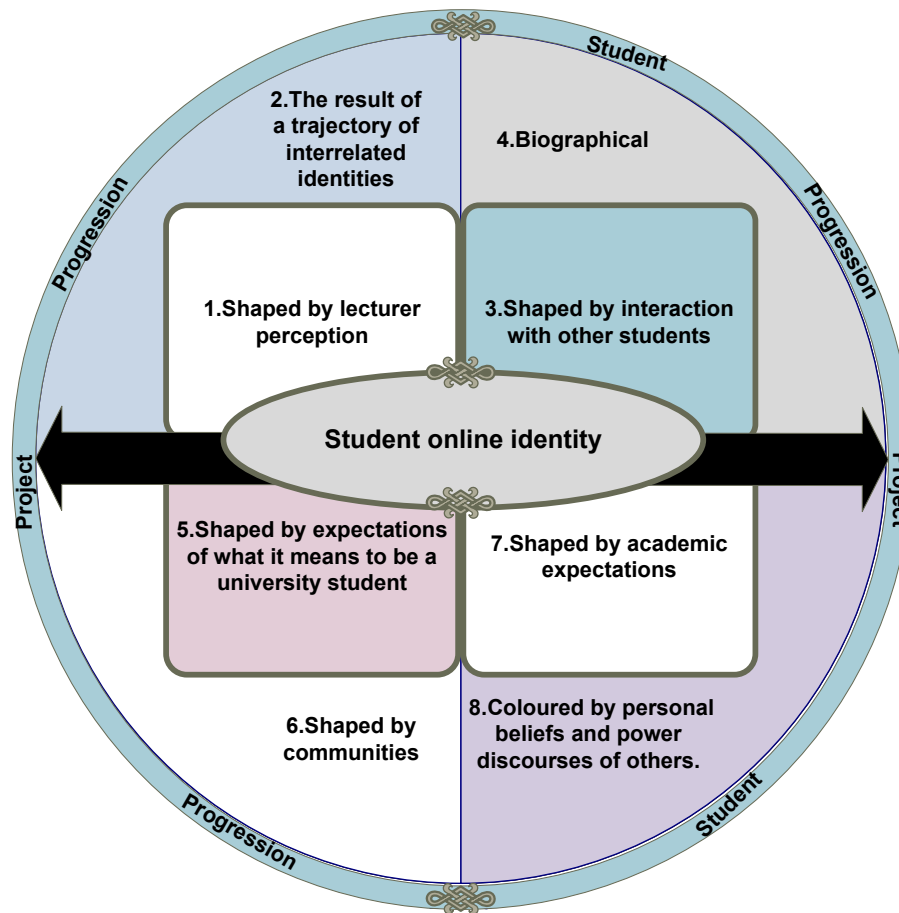 Student
Progression
Progression
2.The result of
a trajectory of
interrelated
identities
4.Biographical
1.Shaped by lecturer
perception
3.Shaped by interaction
with other students
Student online identity
Project
Project
5.Shaped by expectations
of what it means to be a
university student
7.Shaped by academic
expectations
6.Shaped by
communities
8.Coloured by personal
beliefs and power
discourses of others.
Progression
Student